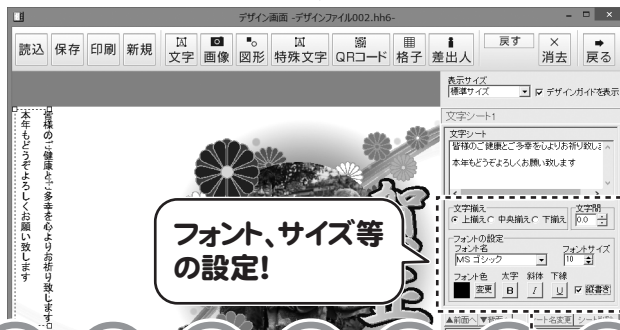 デザイン画面 -デザインファイル002.hh6-
読込 保存 印刷 新規 文字 画像 図形 特殊文字 QRコード 格子 差出人 戻す 消去 戻る
表示サイズ
標準サイズ デザインガイドを表示
文字シート1
文字シート
皆様のご健康とご多幸を心よりお祈り致しま
本年もどうぞよろしくお願い致します
文字揃え 文字間
上揃え 中央揃え 下揃え 0.0
フォントの設定
フォント名 フォントサイズ
MS ゴシック 10
フォント色 太字 斜体 下線
変更 B I U 縦書き
▲前面へ
ート名変更
皆様のご健康とご多幸を心よりお祈り致します
本年もどうぞよろしくお願い致します
賀正
フォント、サイズ等
の設定!